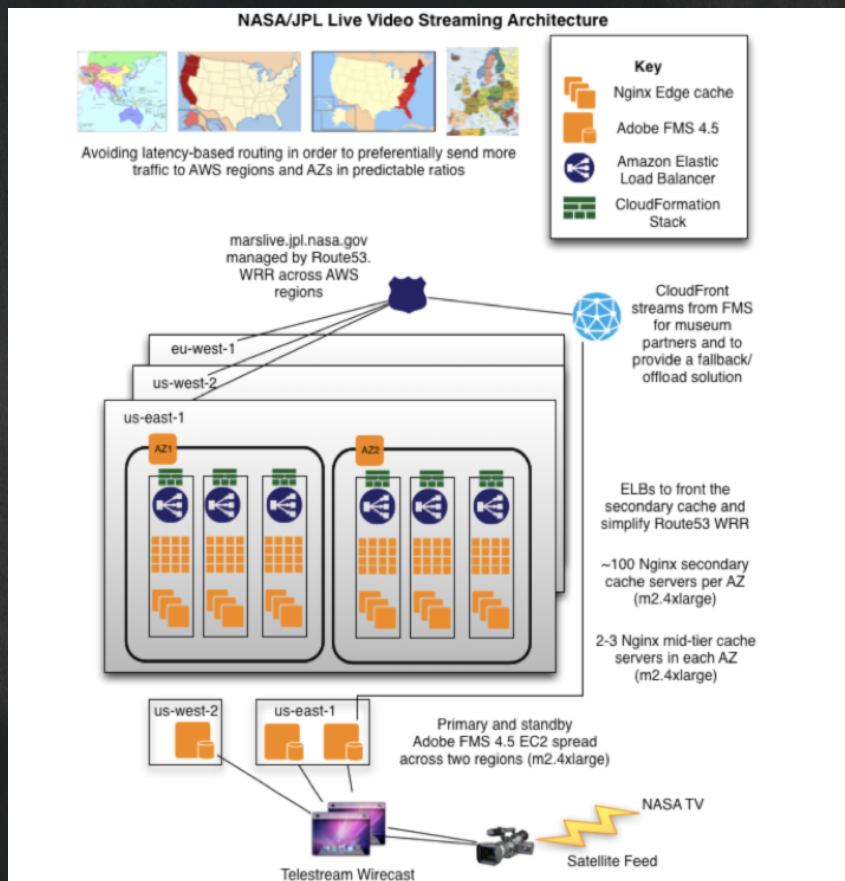 NASA/JPL Live Video Streaming Architecture
Key
Nginx Edge cache
Adobe FMS 4.5
Amazon Elastic
Load Balancer
CloudFormation
Stack
Avoiding latency-based routing in order to preferentially send more
traffic to AWS regions and AZs in predictable ratios
marslive.jpl.nasa.gov
managed by Route53.
WRR across AWS
regions
CloudFront
streams from FMS
for museum
partners and to
provide a fallback/
offload solution
eu-west-1
us-west-2
us-east-1
AZ1
AZ2
ELBs to front the
secondary cache and
simplify Route53 WRR
~100 Nginx secondary
cache servers per AZ
(m2.4xlarge)
2-3 Nginx mid-tier cache
servers in each AZ
(m2.4xlarge)
us-west-2
us-east-1
Primary and standby
Adobe FMS 4.5 EC2 spread
across two regions (m2.4xlarge)
NASA TV
Satellite Feed
Telestream Wirecast